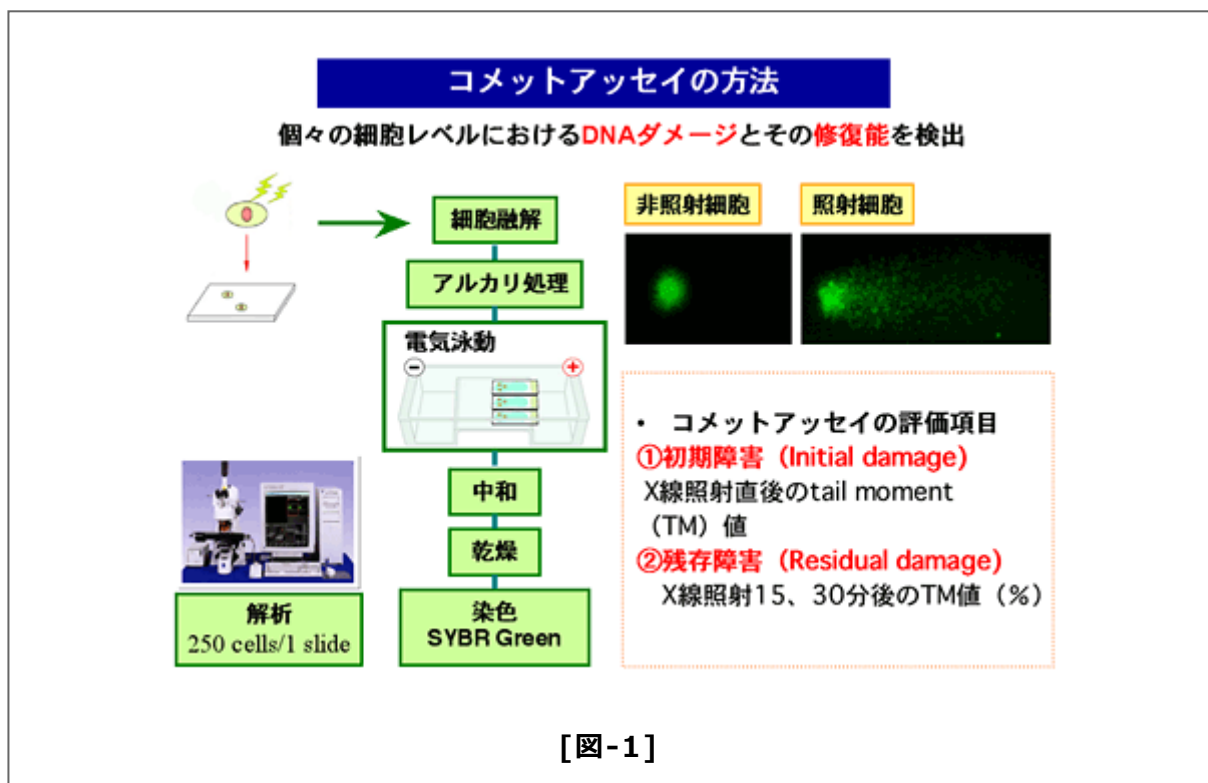 コメットアッセイの方法
個々の細胞レベルにおけるDNAダメージとその修復能を検出
細胞融解
アルカリ処理
電気泳動
−
+
中和
乾燥
染色
SYBR Green
解析
250 cells/1 slide
非照射細胞
照射細胞
• コメットアッセイの評価項目
①初期障害（Initial damage)
X線照射直後のtail moment
（TM）値
②残存障害（Residual damage)
X線照射15、30分後のTM値（%）
[図-1]